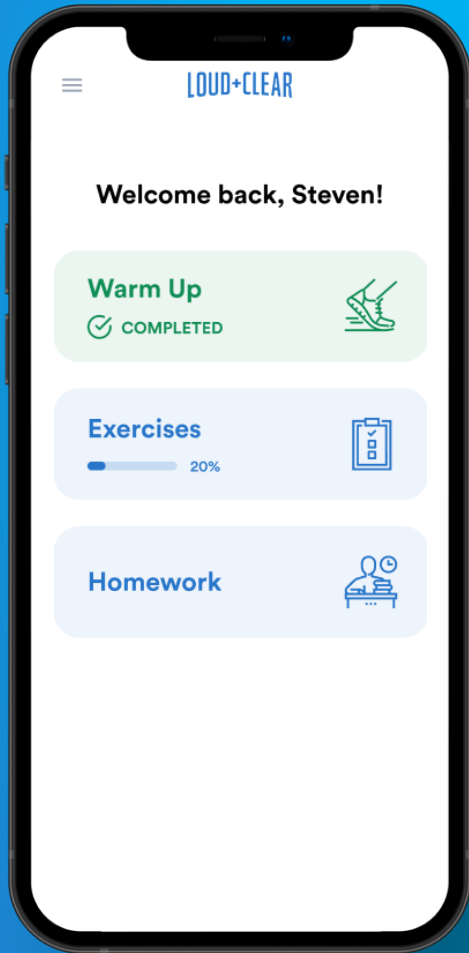 LOUD+CLEAR
Welcome back, Steven!
Warm Up
COMPLETED
Exercises
20%
Homework